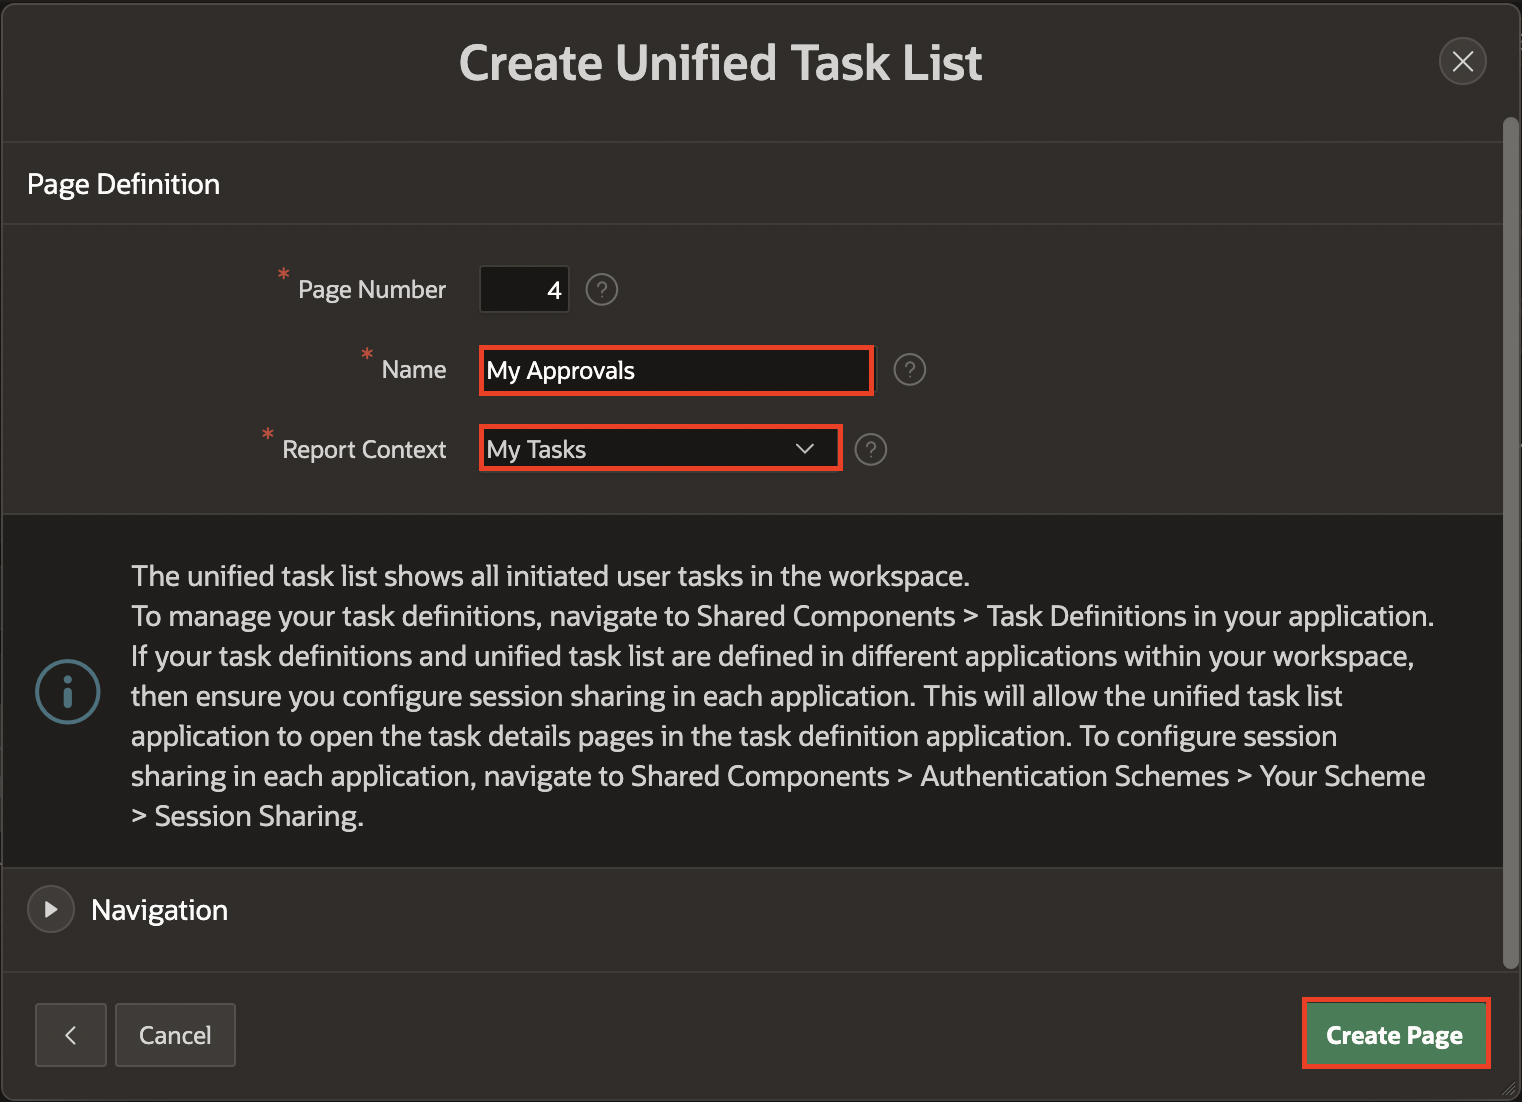 Create Unified Task List
Page Definition
* Page Number 4 ?
* Name My Approvals ?
* Report Context My Tasks ?
The unified task list shows all initiated user tasks in the workspace.
To manage your task definitions, navigate to Shared Components > Task Definitions in your application.
If your task definitions and unified task list are defined in different applications within your workspace,
then ensure you configure session sharing in each application. This will allow the unified task list
application to open the task details pages in the task definition application. To configure session
sharing in each application, navigate to Shared Components > Authentication Schemes > Your Scheme
> Session Sharing.
Navigation
Cancel
Create Page